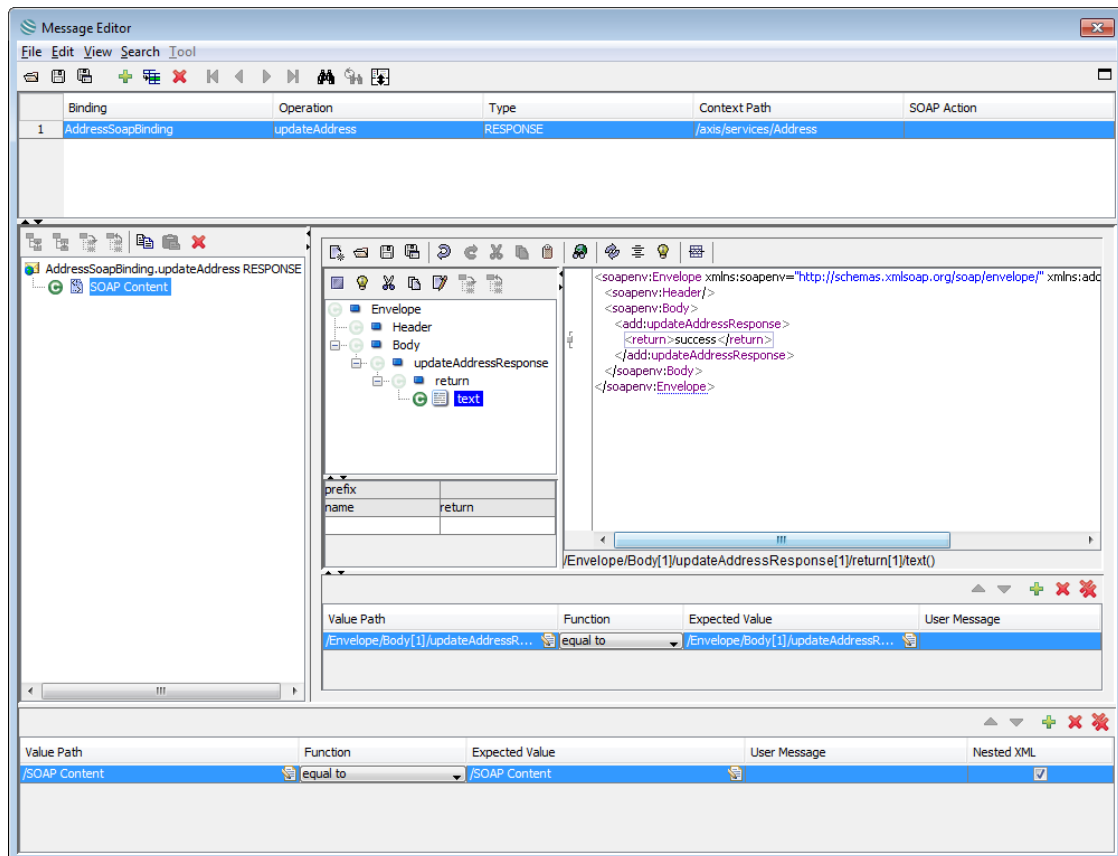 Message Editor
File Edit View Search Tool
Binding Operation Type Context Path SOAP Action
1 AddressSoapBinding updateAddress RESPONSE /axis/services/Address
AddressSoapBinding.updateAddress RESPONSE
SOAP Content
Envelope
Header
Body
updateAddressResponse
return
text
prefix
name return
<soapenv:Envelope xmlns:soapenv="http://schemas.xmlsoap.org/soap/envelope/" xmlns:add
<soapenv:Header/>
<soapenv:Body>
<add:updateAddressResponse>
<return>success</return>
</add:updateAddressResponse>
</soapenv:Body>
</soapenv:Envelope>
/Envelope/Body[1]/updateAddressResponse[1]/return[1]/text()
Value Path Function Expected Value User Message
/Envelope/Body[1]/updateAddressR... equal to /Envelope/Body[1]/updateAddressR...
Value Path Function Expected Value User Message Nested XML
/SOAP Content equal to /SOAP Content